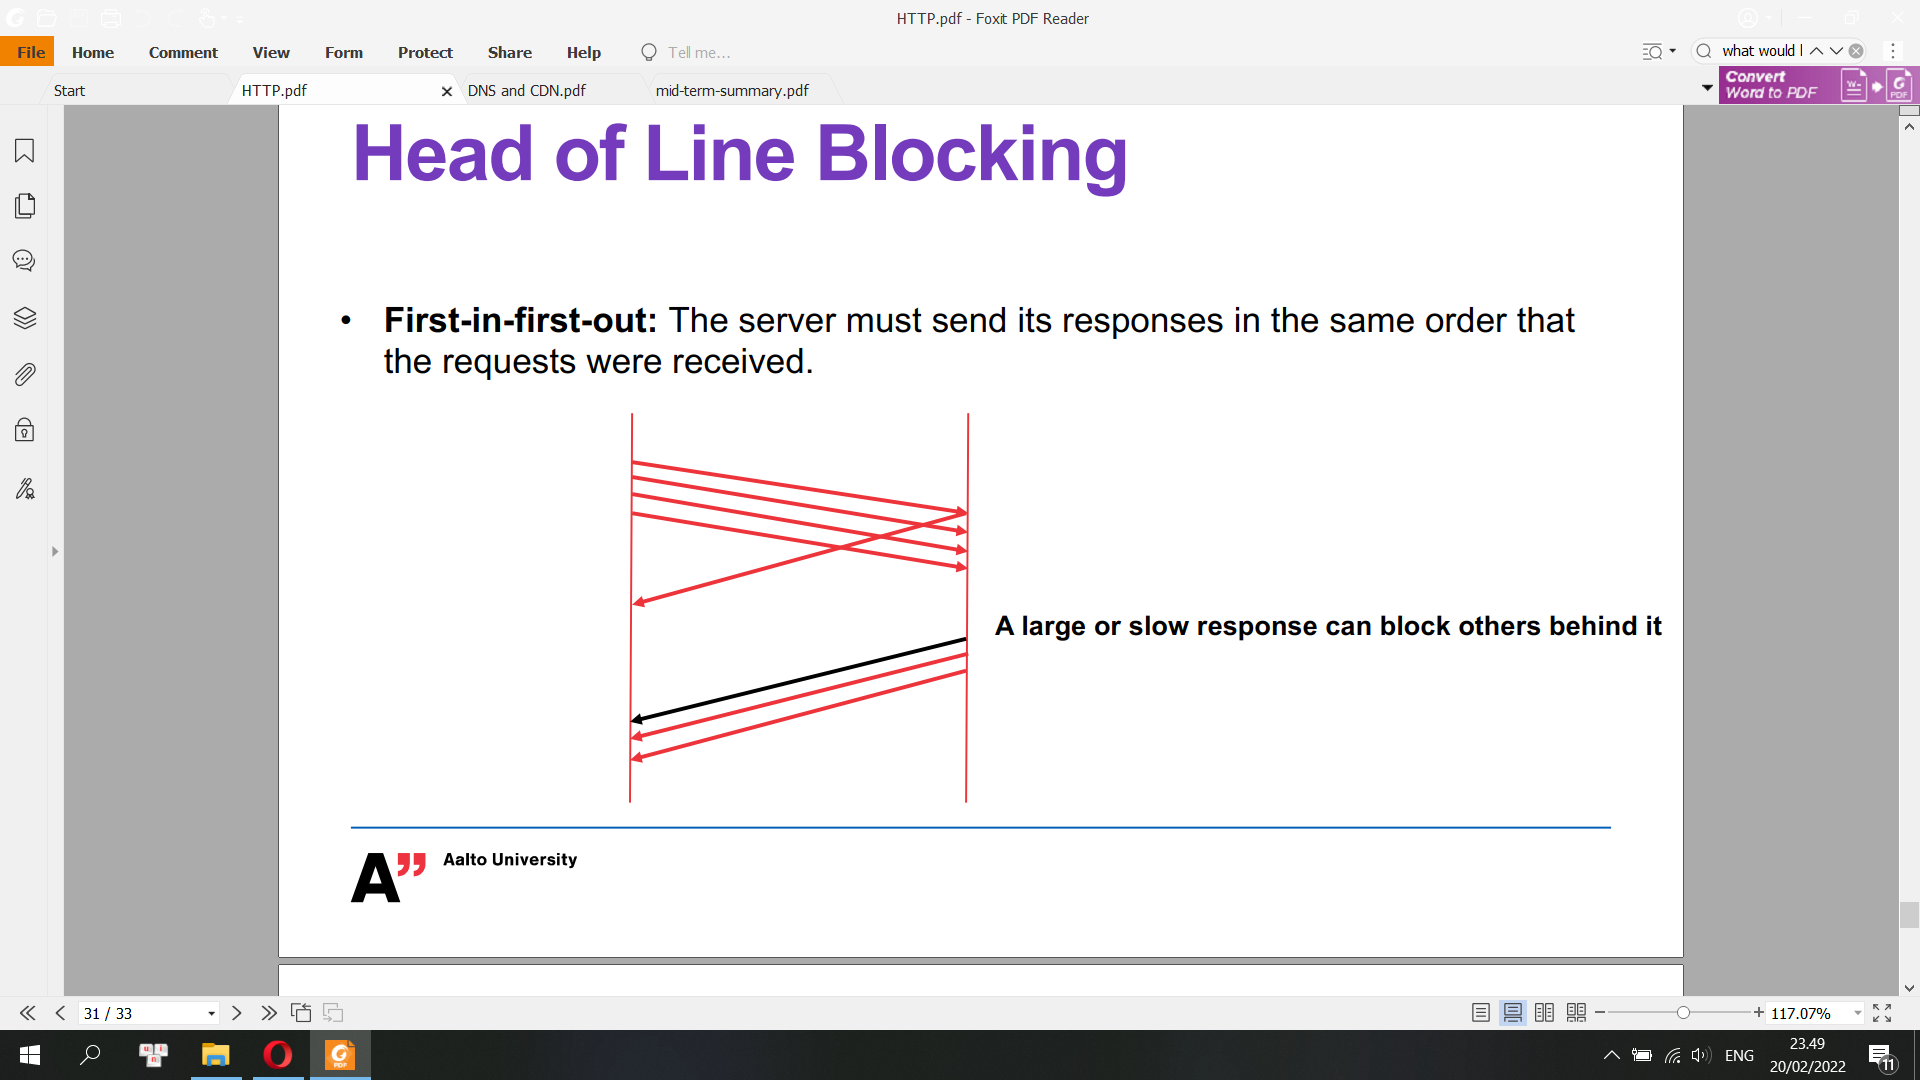 HTTP.pdf - Foxit PDF Reader
File Home Comment View Form Protect Share Help Tell me... what would
Start HTTP.pdf DNS and CDN.pdf mid-term-summary.pdf
Convert
Word to PDF
PDF
Head of Line Blocking
• First-in-first-out: The server must send its responses in the same order that
the requests were received.
A large or slow response can block others behind it
A” Aalto University
31 / 33 117.07%
PDF
ENG
23.49
20/02/2022
11